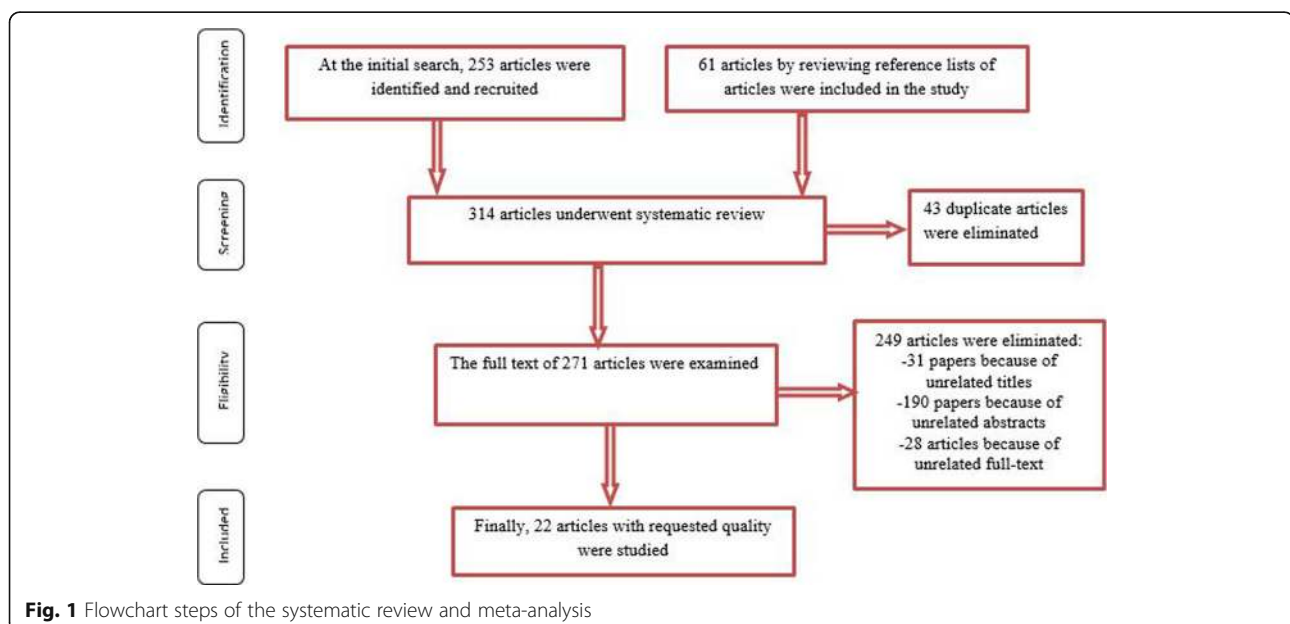 Identification
At the initial search, 253 articles were
identified and recruited
61 articles by reviewing reference lists of
articles were included in the study
Screening
314 articles underwent systematic review
43 duplicate articles
were eliminated
Eligibility
The full text of 271 articles were examined
249 articles were eliminated:
-31 papers because of
unrelated titles
-190 papers because of
unrelated abstracts
-28 articles because of
unrelated full-text
Included
Finally, 22 articles with requested quality
were studied
Fig. 1 Flowchart steps of the systematic review and meta-analysis